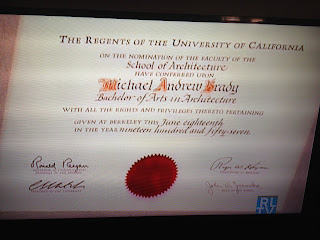 THE REGENTS OF THE UNIVERSITY OF CALIFORNIA
ON THE NOMINATION OF THE FACULTY OF THE
School of Architecture
HAVE CONFERRED UPON
Michael Andrew Brady
Bachelor of Arts in Architecture
WITH ALL THE RIGHTS AND PRIVILEGES THERETO PERTAINING
GIVEN AT BERKELEY THIS June eighteenth
IN THE YEAR nineteen hundred and fifty-seven.
Ronald Reagan
RLTV